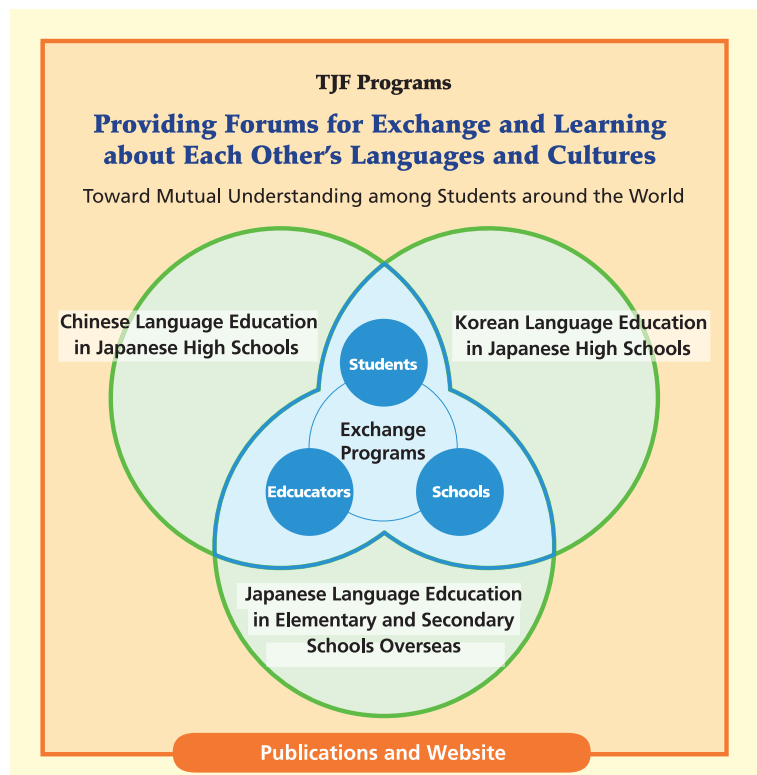 TJF Programs
Providing Forums for Exchange and Learning
about Each Other's Languages and Cultures
Toward Mutual Understanding among Students around the World
Chinese Language Education
in Japanese High Schools
Korean Language Education
in Japanese High Schools
Students
Exchange
Programs
Edcucators
Schools
Japanese Language Edcucation
in Elementary and Secondary
Schools Overseas
Publications and Website